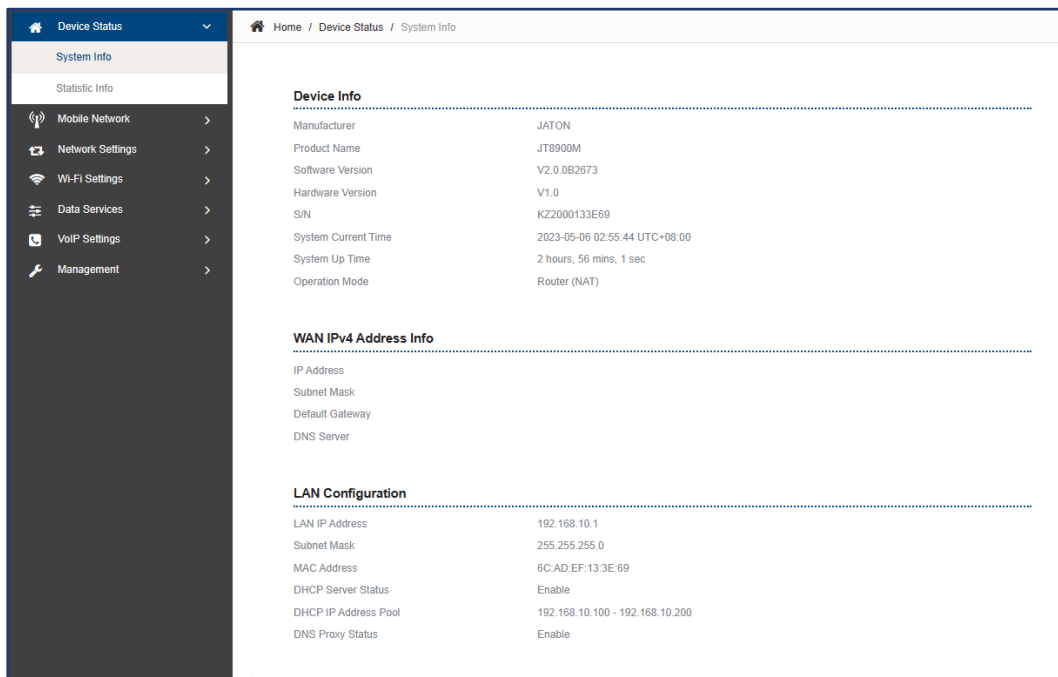 Device Status
System Info
Statistic Info
Mobile Network
Network Settings
Wi-Fi Settings
Data Services
VoIP Settings
Management
Home / Device Status / System Info
Device Info
Manufacturer JATON
Product Name JT8900M
Software Version V2.0.0B2673
Hardware Version V1.0
S/N KZ2000133E69
System Current Time 2023-05-06 02:55:44 UTC+08:00
System Up Time 2 hours, 56 mins, 1 sec
Operation Mode Router (NAT)
WAN IPv4 Address Info
IP Address
Subnet Mask
Default Gateway
DNS Server
LAN Configuration
LAN IP Address 192.168.10.1
Subnet Mask 255.255.255.0
MAC Address 6C:AD:EF:13:3E:69
DHCP Server Status Enable
DHCP IP Address Pool 192.168.10.100 - 192.168.10.200
DNS Proxy Status Enable